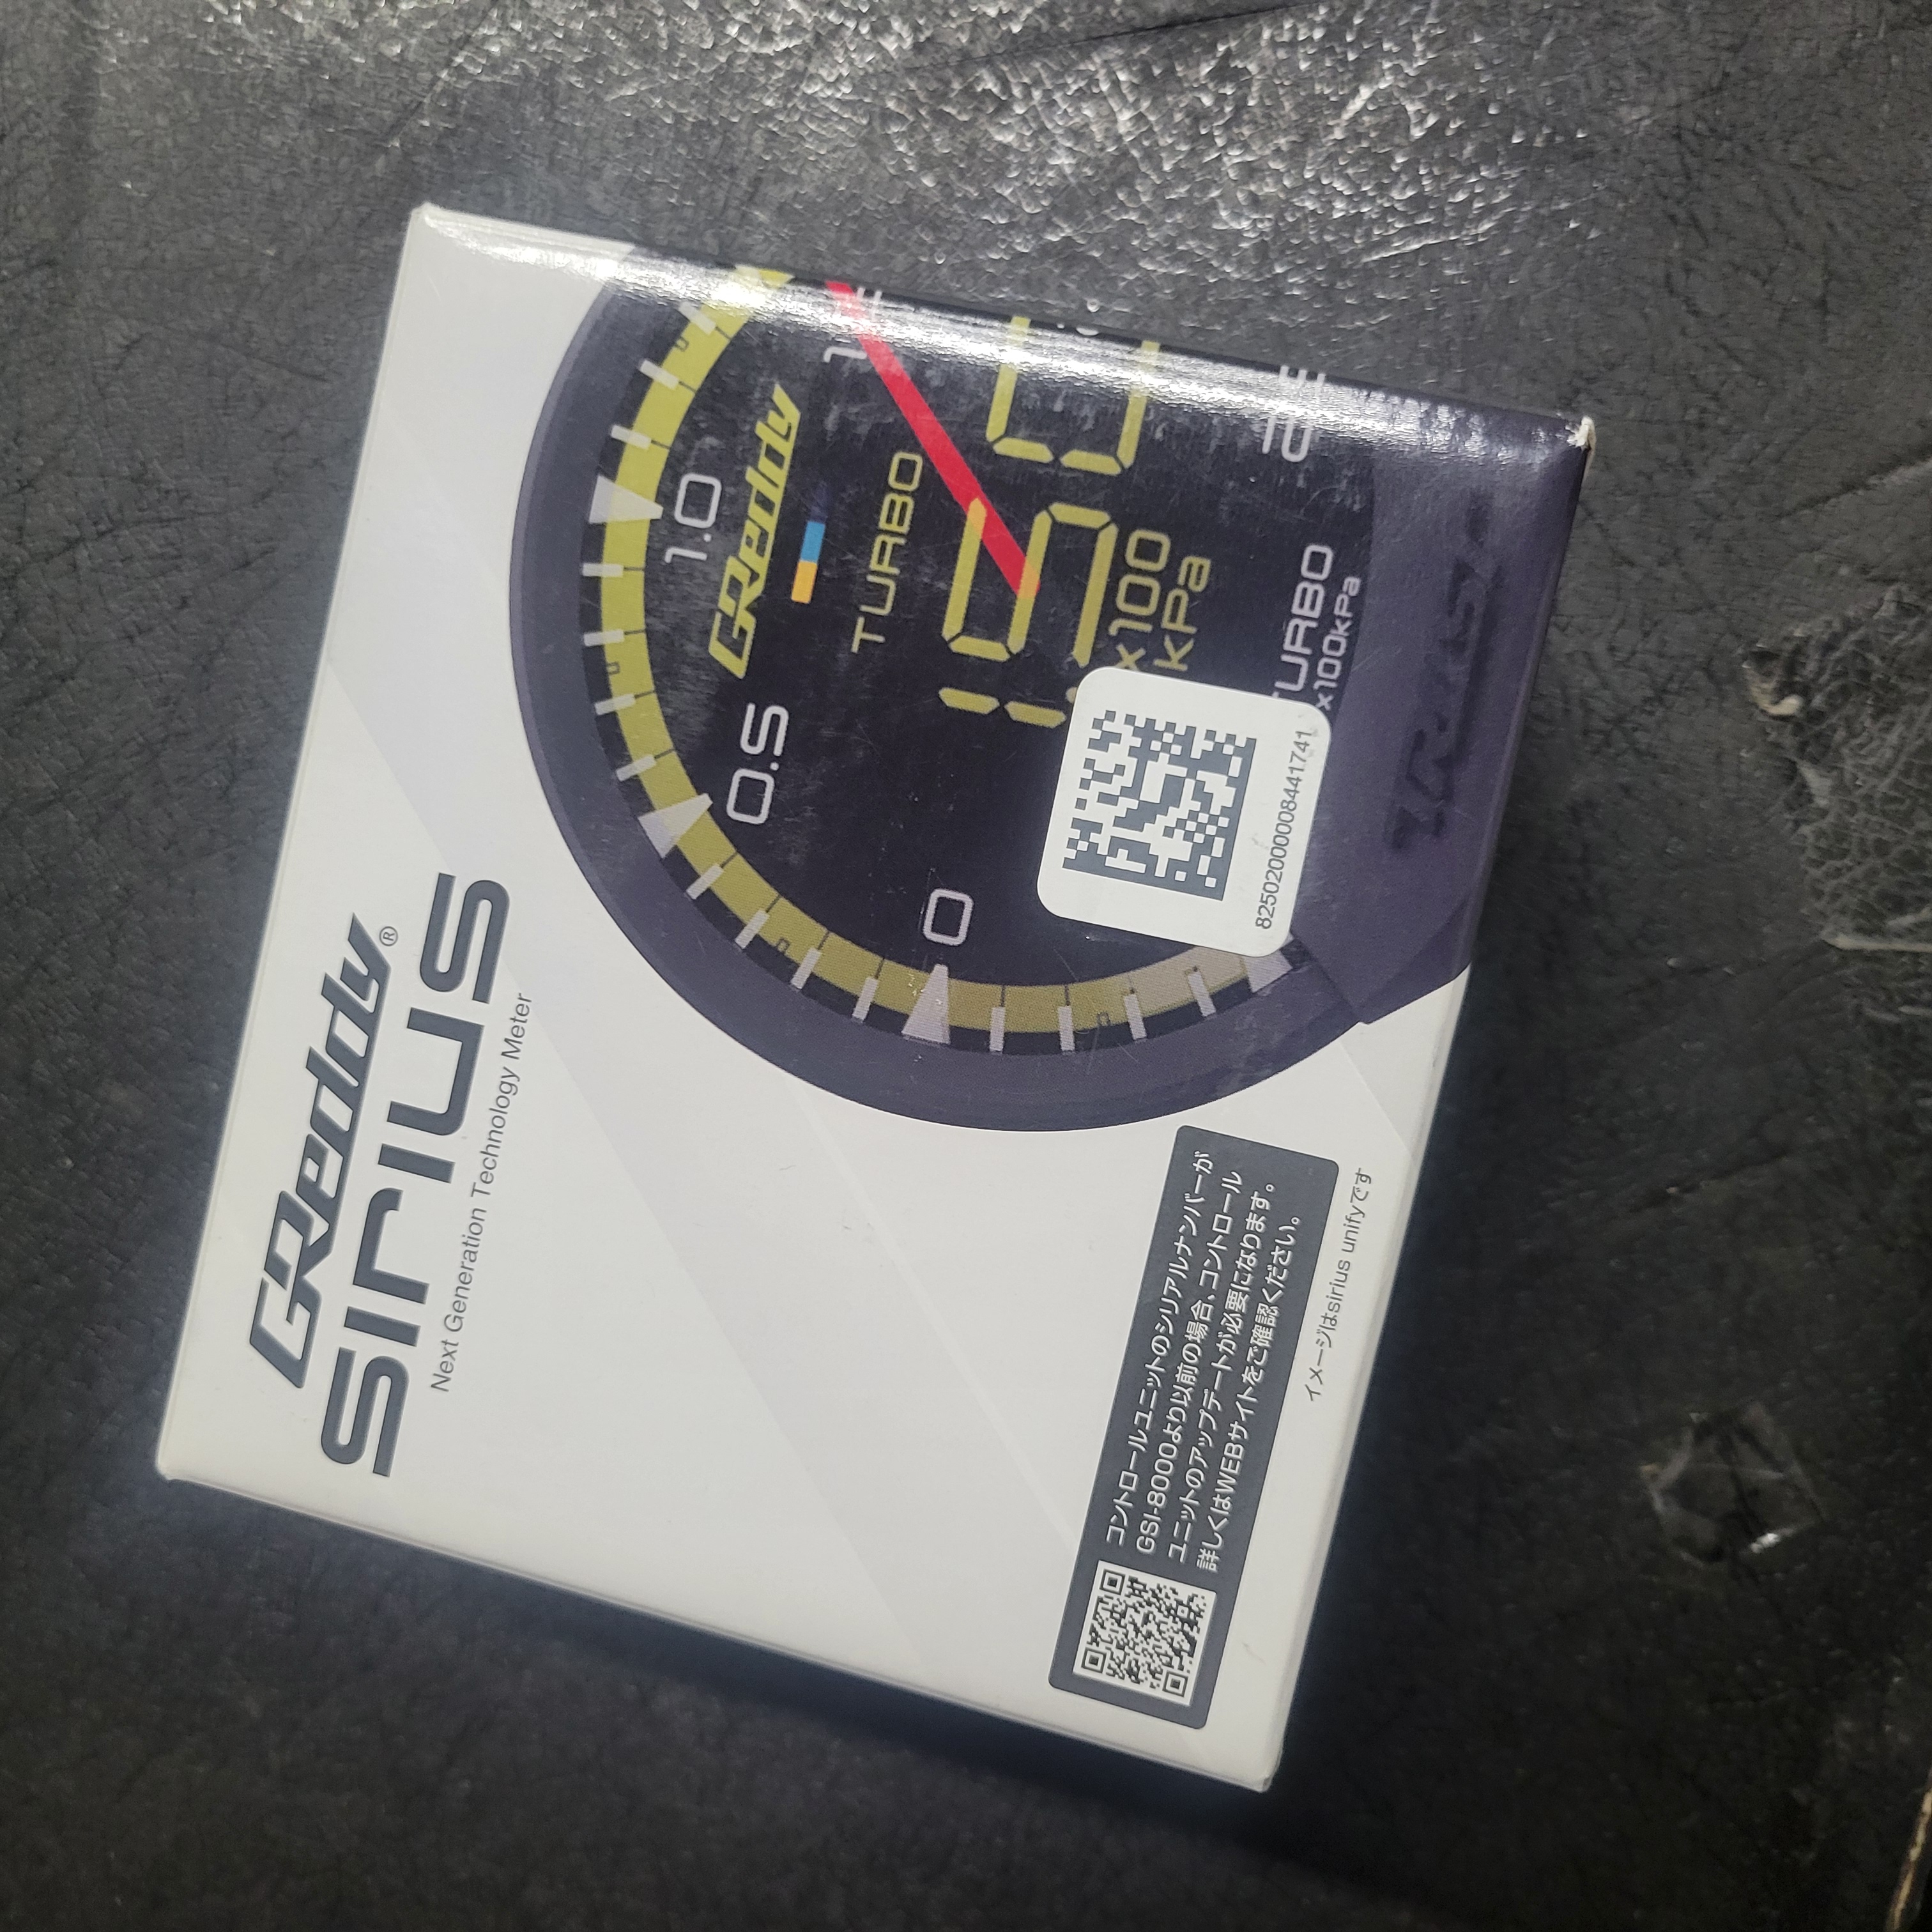 GReddy®
sirius
Next Generation Technology Meter
0
0.5
1.0
GReddy
TURBO
x100
kPa
TURBO
x100kPa
8250200000084417​41
コントロールユニットのシリアルナンバーが
GSI-8000より以前の場合、コントロール
ユニットのアップデートが必要になります。
詳しくはWEBサイトをご確認ください。
イメージはsirius unifyです